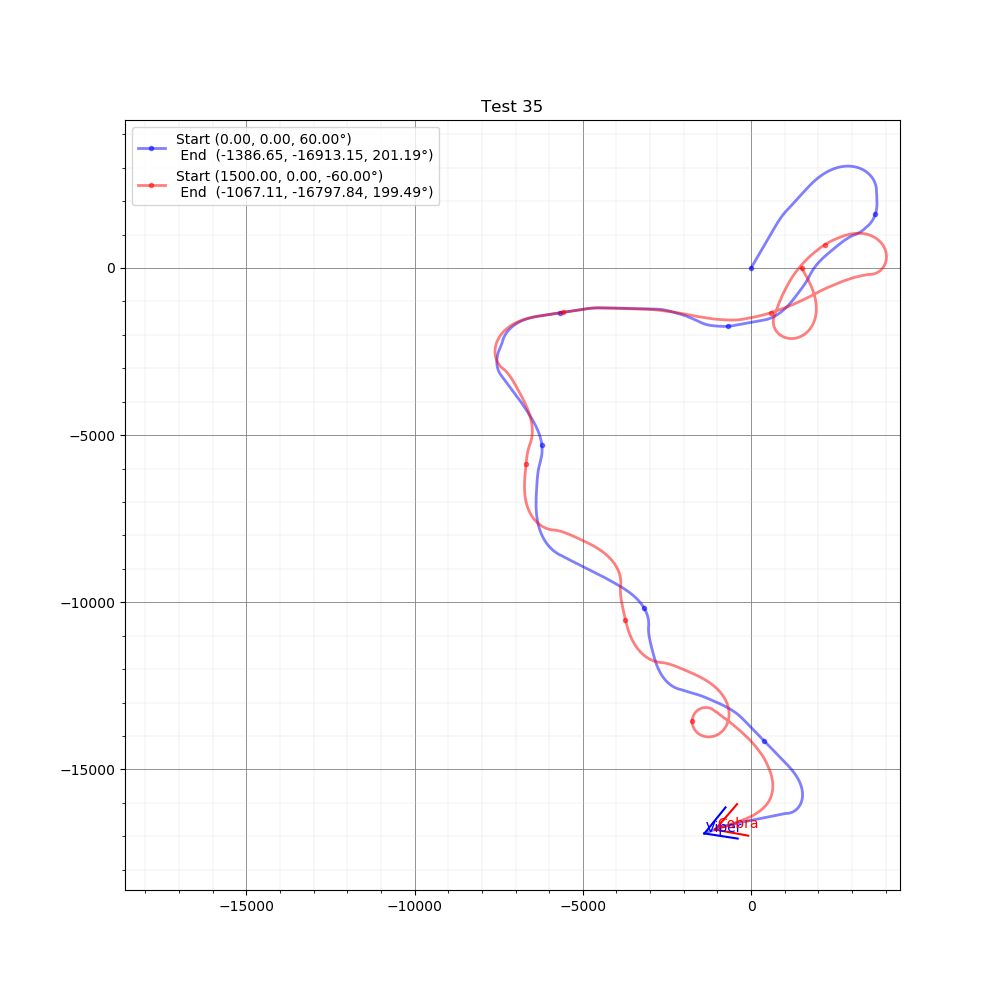 Test 35
Start (0.00, 0.00, 60.00°)
End  (-1386.65, -16913.15, 201.19°)
Start (1500.00, 0.00, -60.00°)
End  (-1067.11, -16797.84, 199.49°)
0
−5000
−10000
−15000
Viper
Cobra
−15000
−10000
−5000
0